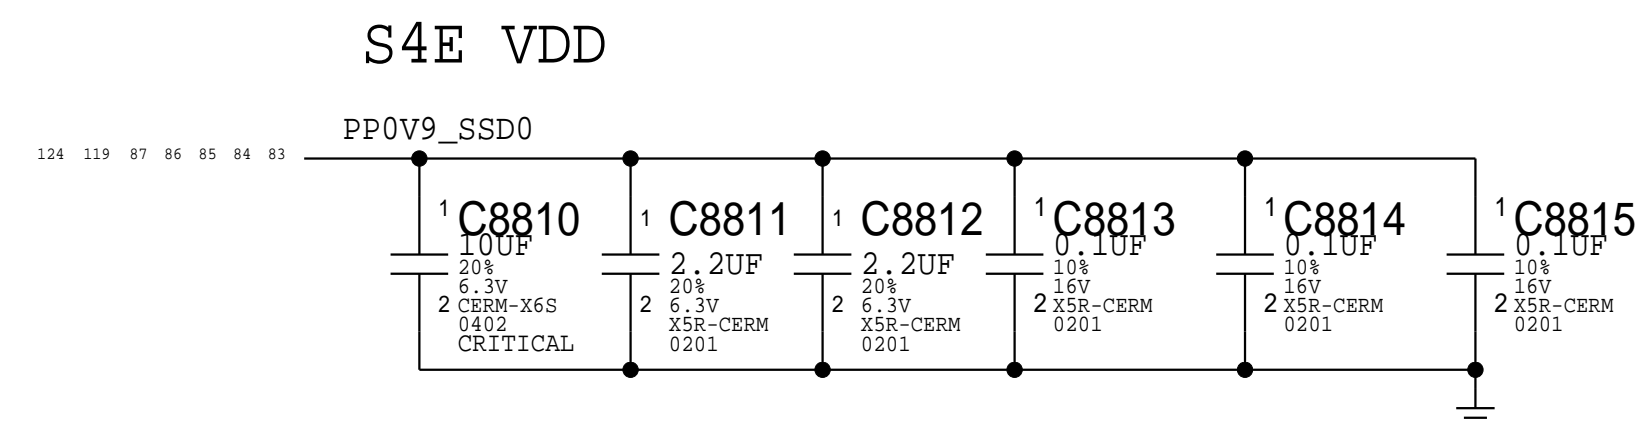 S4E VDD
PP0V9_SSD0
124 119 87 86 85 84 83
1 C8810
10UF
20%
6.3V
2 CERM-X6S
0402
CRITICAL
1 C8811
2.2UF
20%
2 6.3V
X5R-CERM
0201
1 C8812
2.2UF
20%
2 6.3V
X5R-CERM
0201
1 C8813
0.1UF
10%
16V
2 X5R-CERM
0201
1 C8814
0.1UF
10%
16V
2 X5R-CERM
0201
1 C8815
0.1UF
10%
16V
2 X5R-CERM
0201